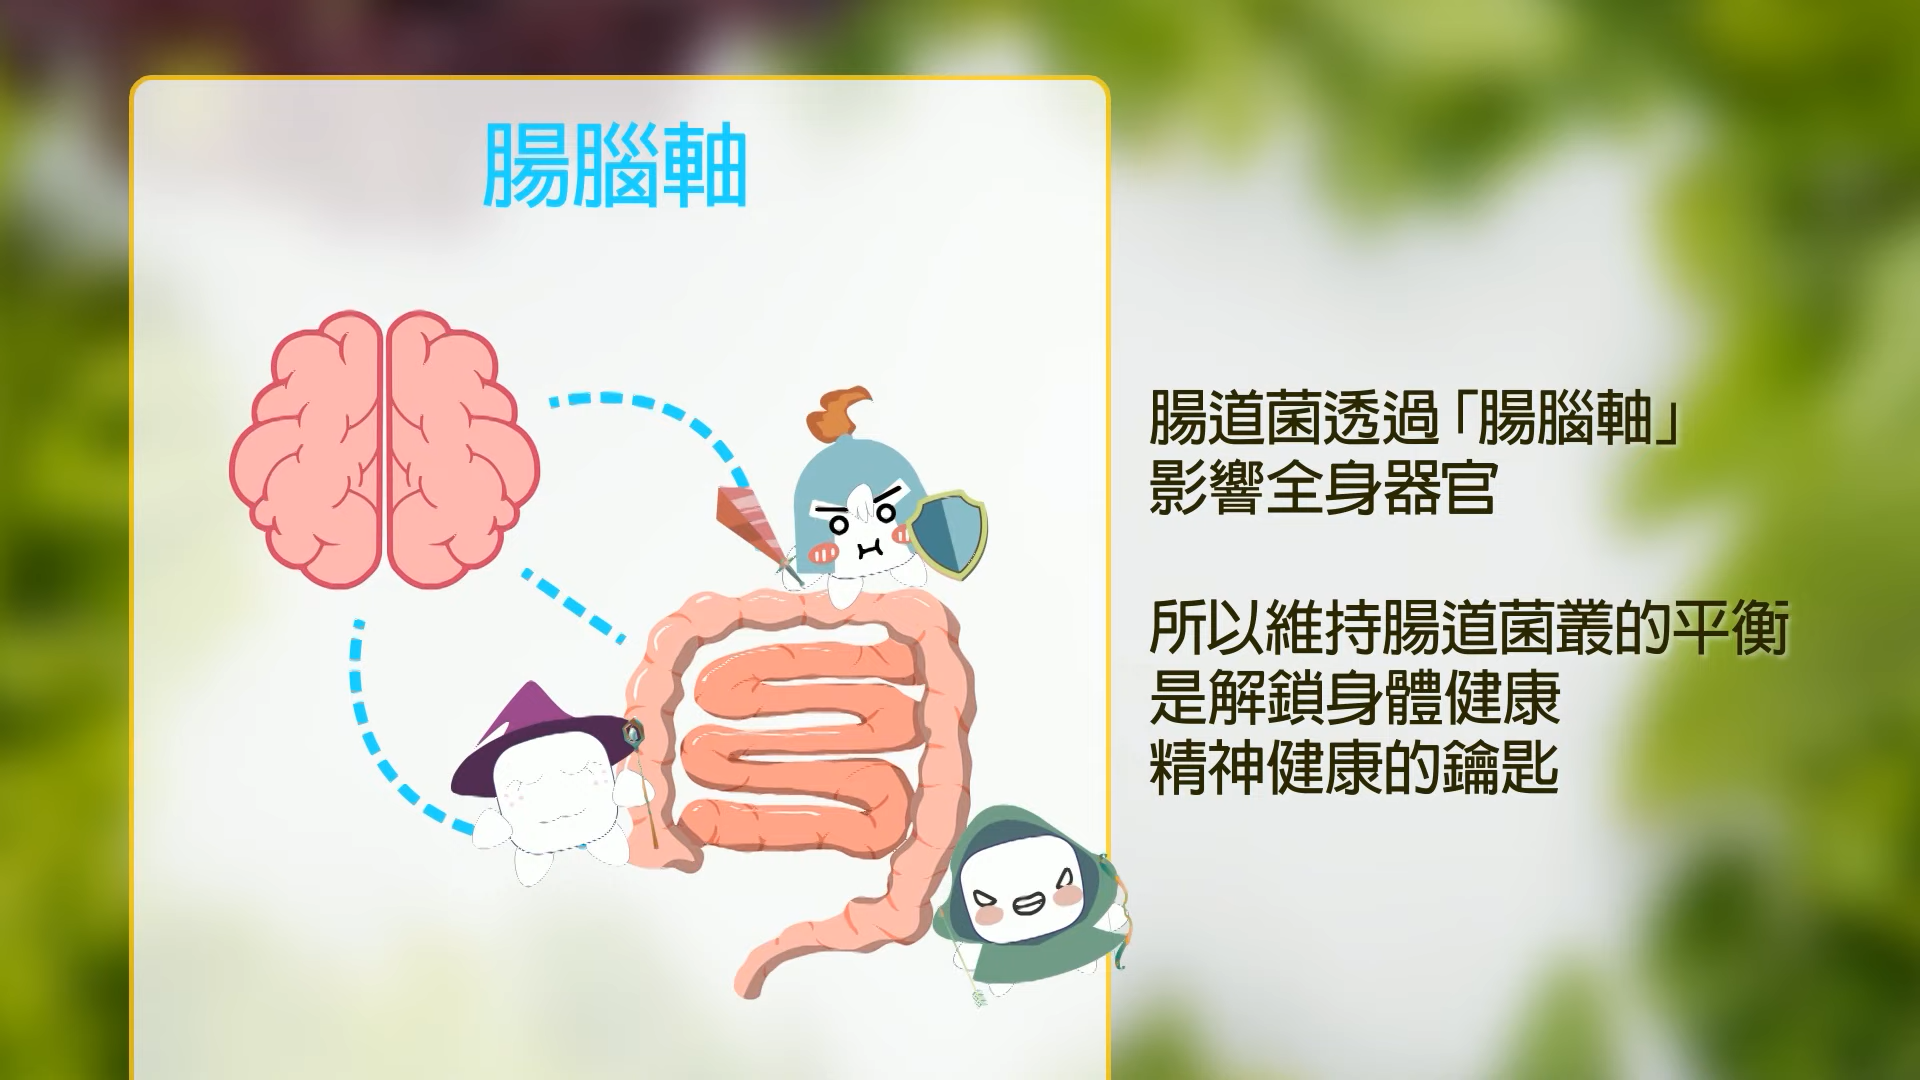 腸腦軸
腸道菌透過「腸腦軸」
影響全身器官
所以維持腸道菌叢的平衡
是解鎖身體健康
精神健康的鑰匙